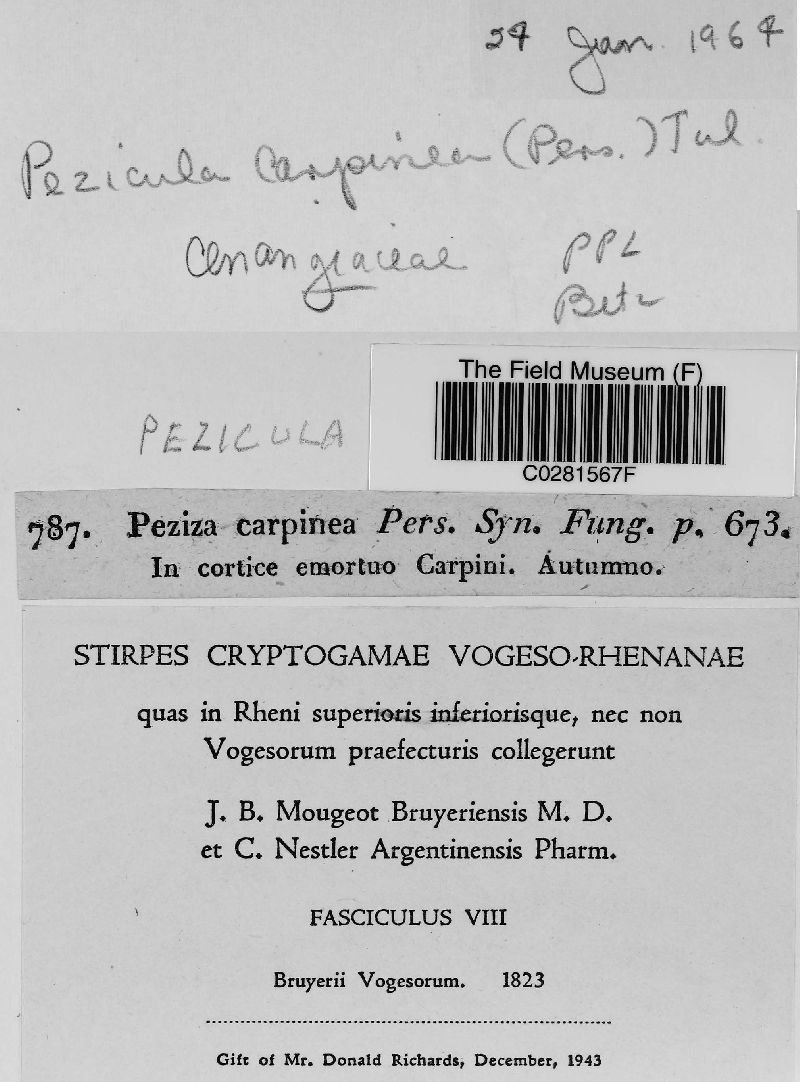 24 Jan. 1964
Pezicula carpinea (Pers.) Tul.
Cenangiaceae
PPL
Betz
PEZICULA
The Field Museum (F)
C0281567F
787. Peziza carpinea Pers. Syn. Fung. p. 673.
In cortice emortuo Carpini. Autumno.
STIRPES CRYPTOGAMAE VOGESO-RHENANAE
quas in Rheni superioris inferiorisque, nec non
Vogesorum praefecturis collegerunt
J. B. Mougeot Bruyeriensis M. D.
et C. Nestler Argentinensis Pharm.
FASCICULUS VIII
Bruyerii Vogesorum. 1823
Gift of Mr. Donald Richards, December, 1943